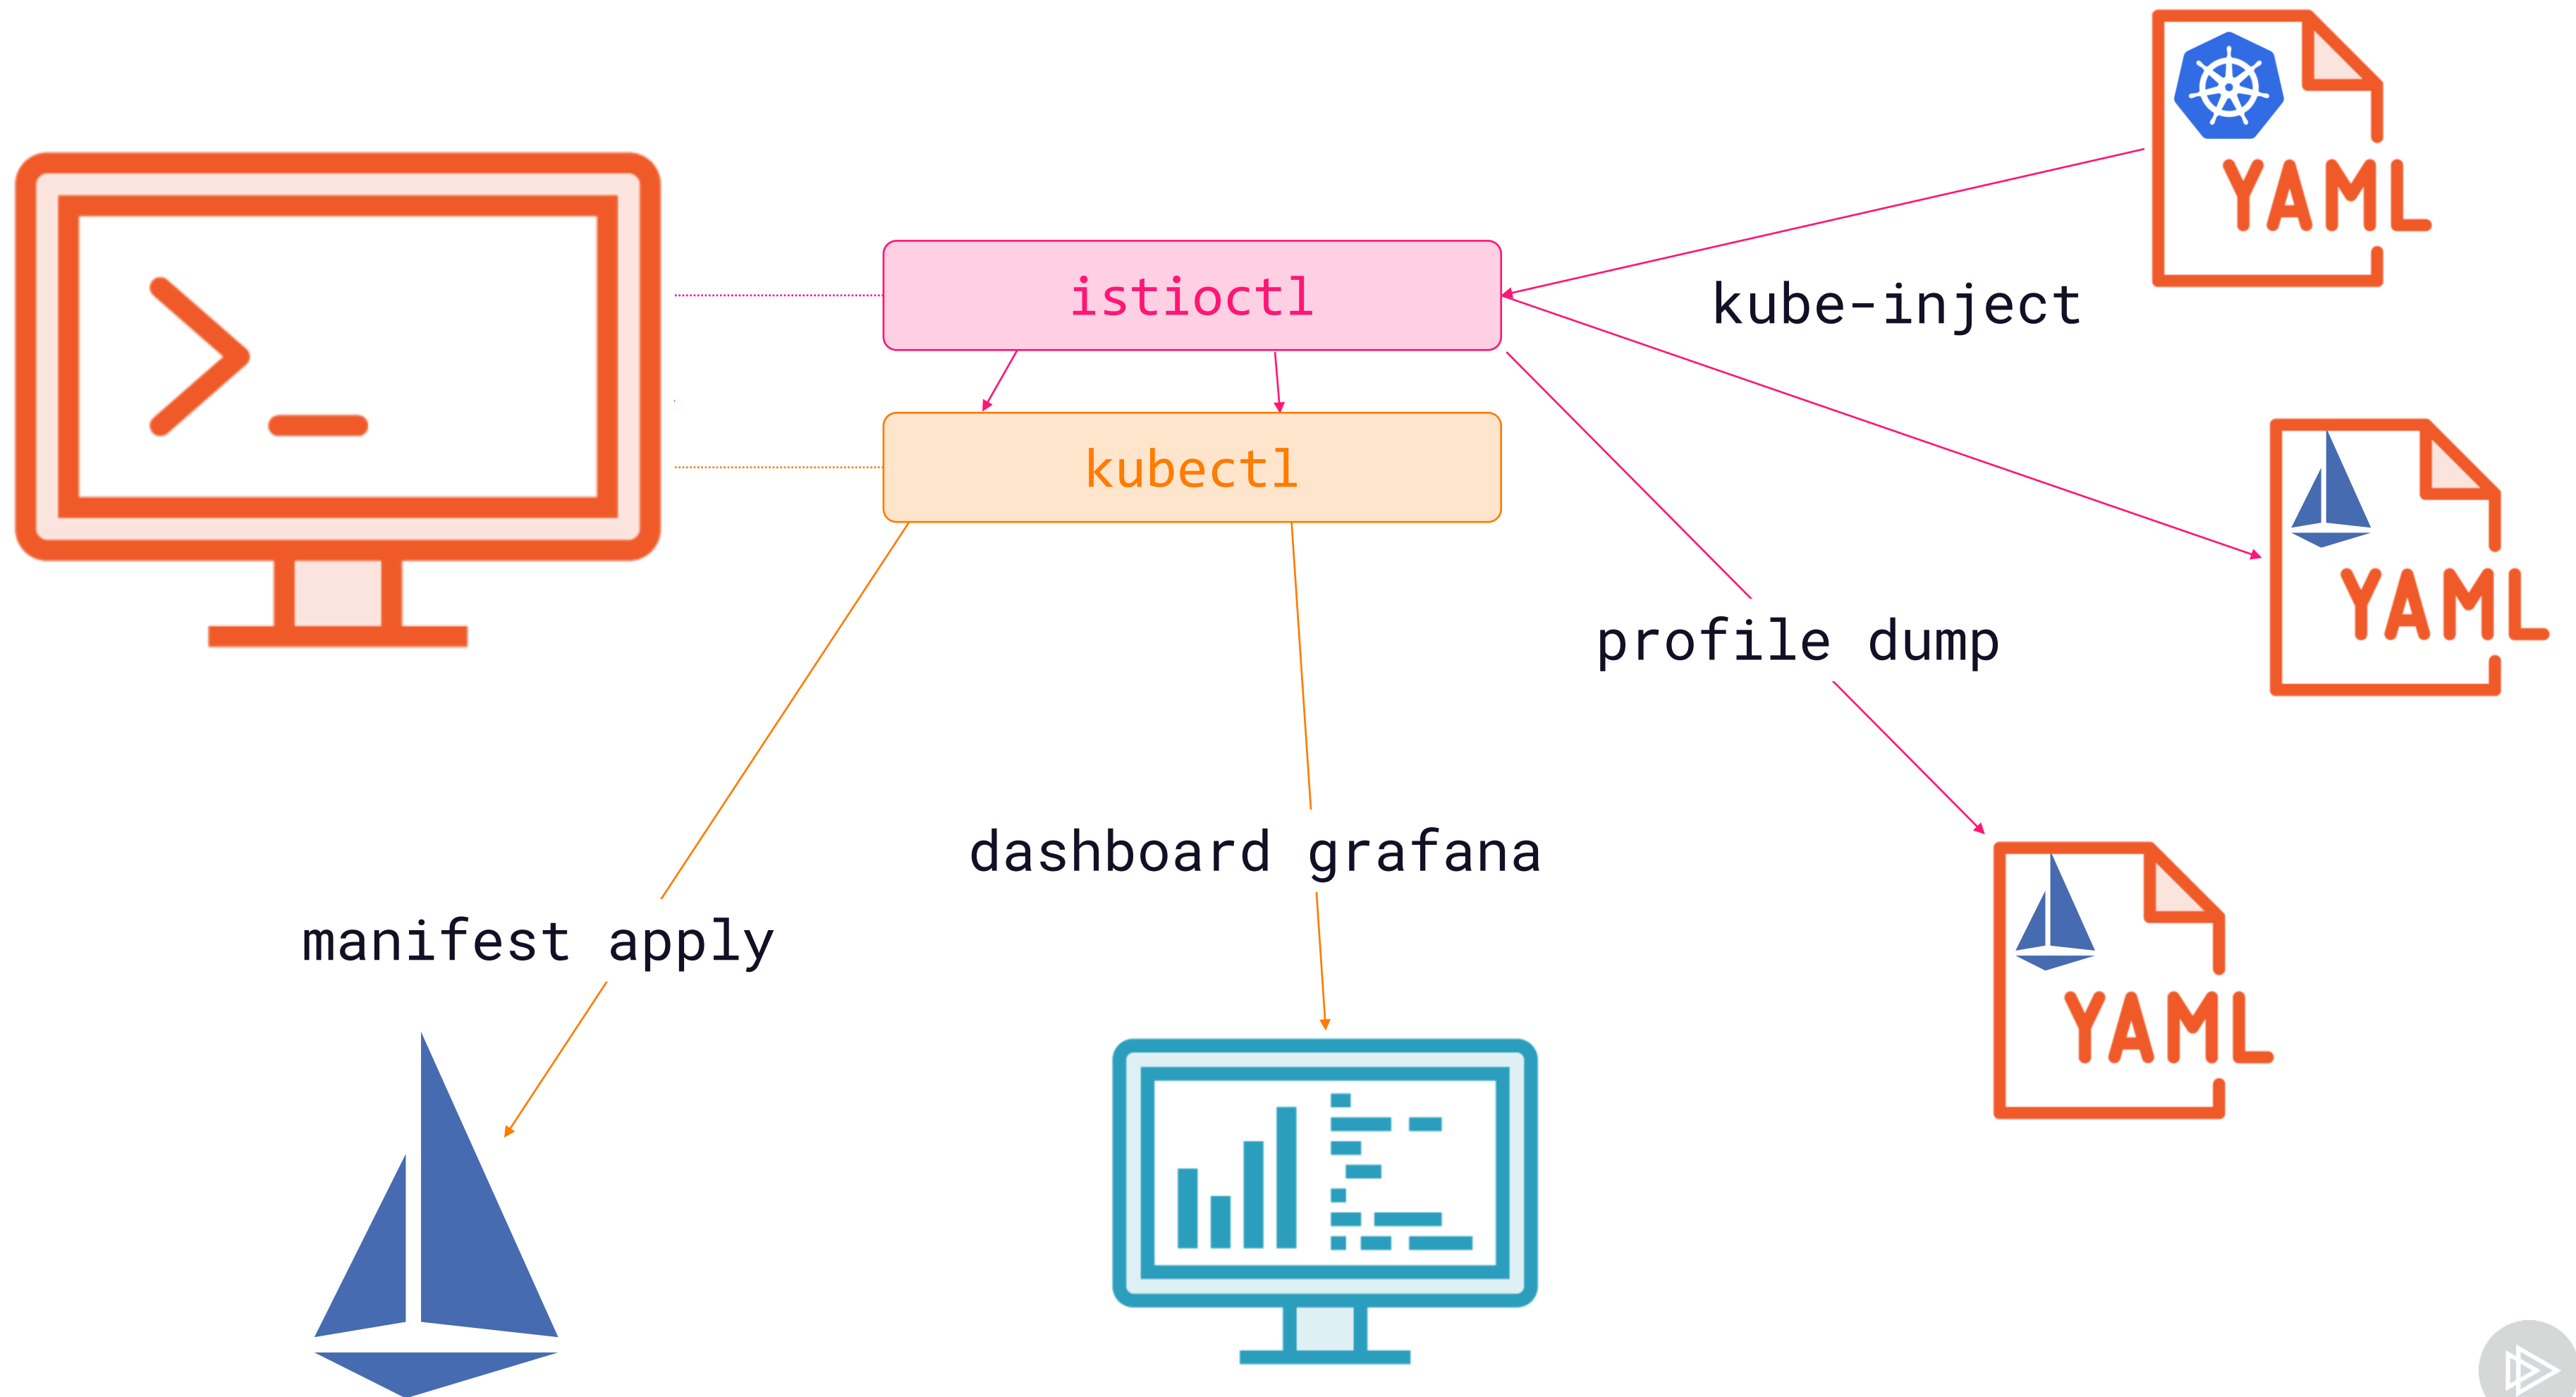 YAML
istioctl
kube-inject
kubectl
YAML
profile dump
dashboard grafana
manifest apply
YAML